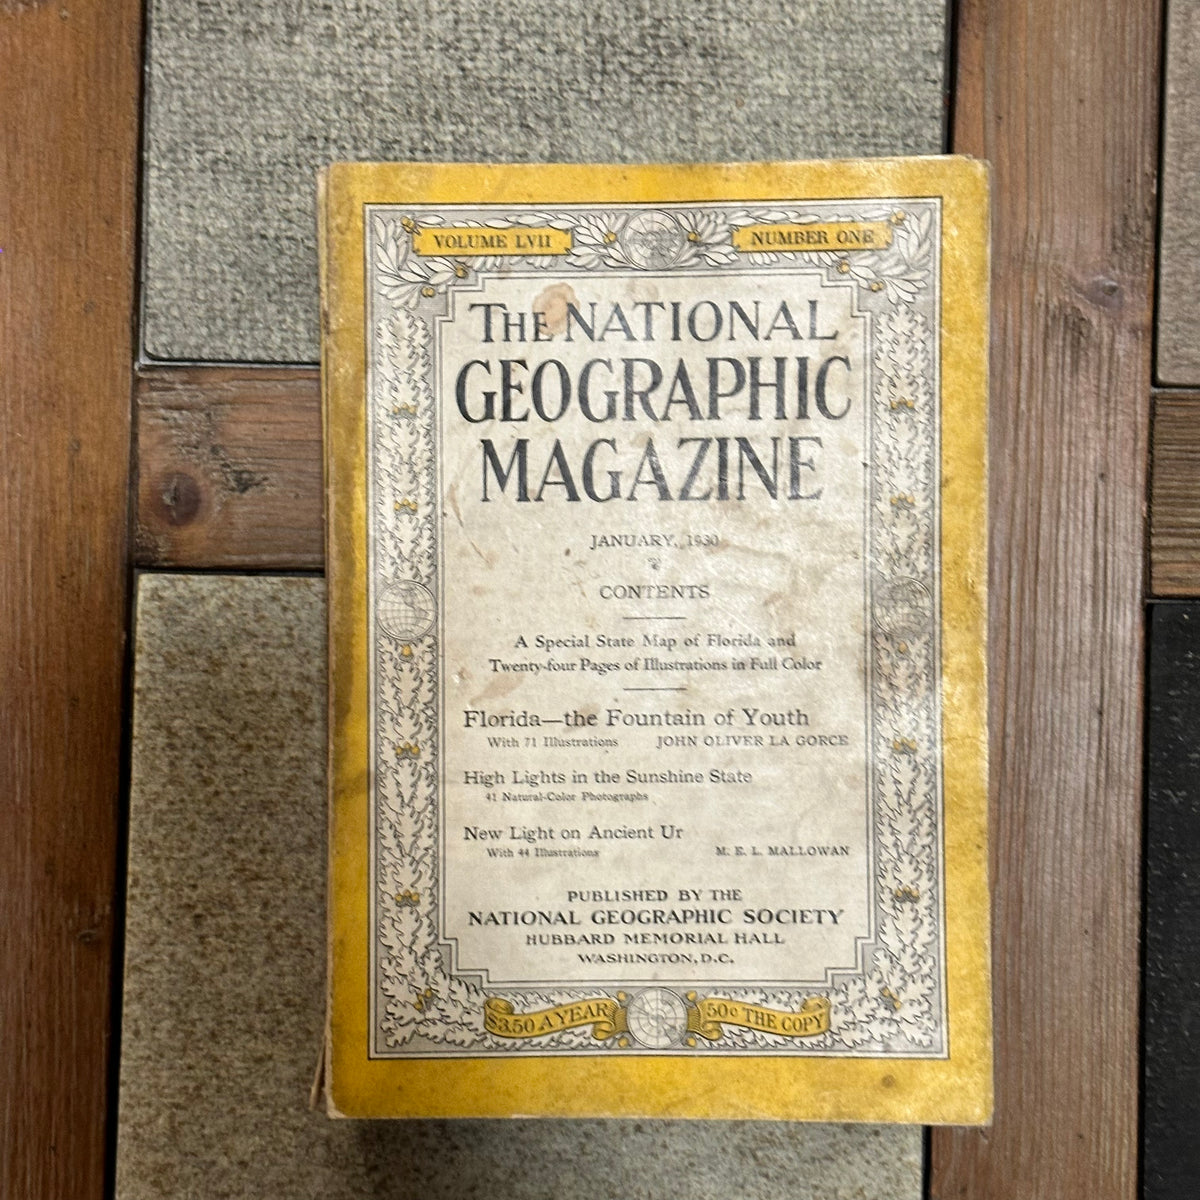 VOLUME LVII
NUMBER ONE
THE NATIONAL
GEOGRAPHIC
MAGAZINE
JANUARY, 1930
CONTENTS
A Special State Map of Florida and
Twenty-four Pages of Illustrations in Full Color
Florida—the Fountain of Youth
With 71 Illustrations JOHN OLIVER LA GORCE
High Lights in the Sunshine State
41 Natural-Color Photographs
New Light on Ancient Ur
With 44 Illustrations M. E. L. MALLOWAN
PUBLISHED BY THE
NATIONAL GEOGRAPHIC SOCIETY
HUBBARD MEMORIAL HALL
WASHINGTON, D.C.
$3.50 A YEAR
50¢ THE COPY